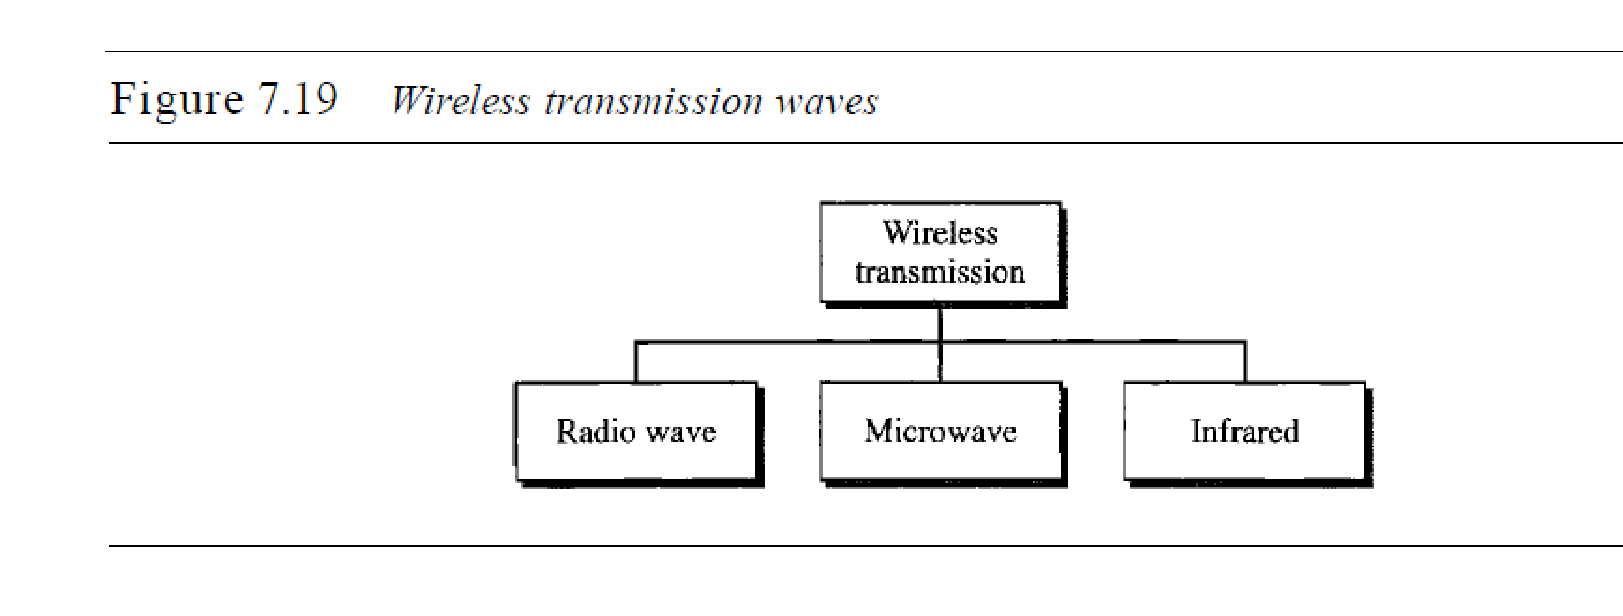 Figure 7.19 Wireless transmission waves
Wireless
transmission
Radio wave
Microwave
Infrared